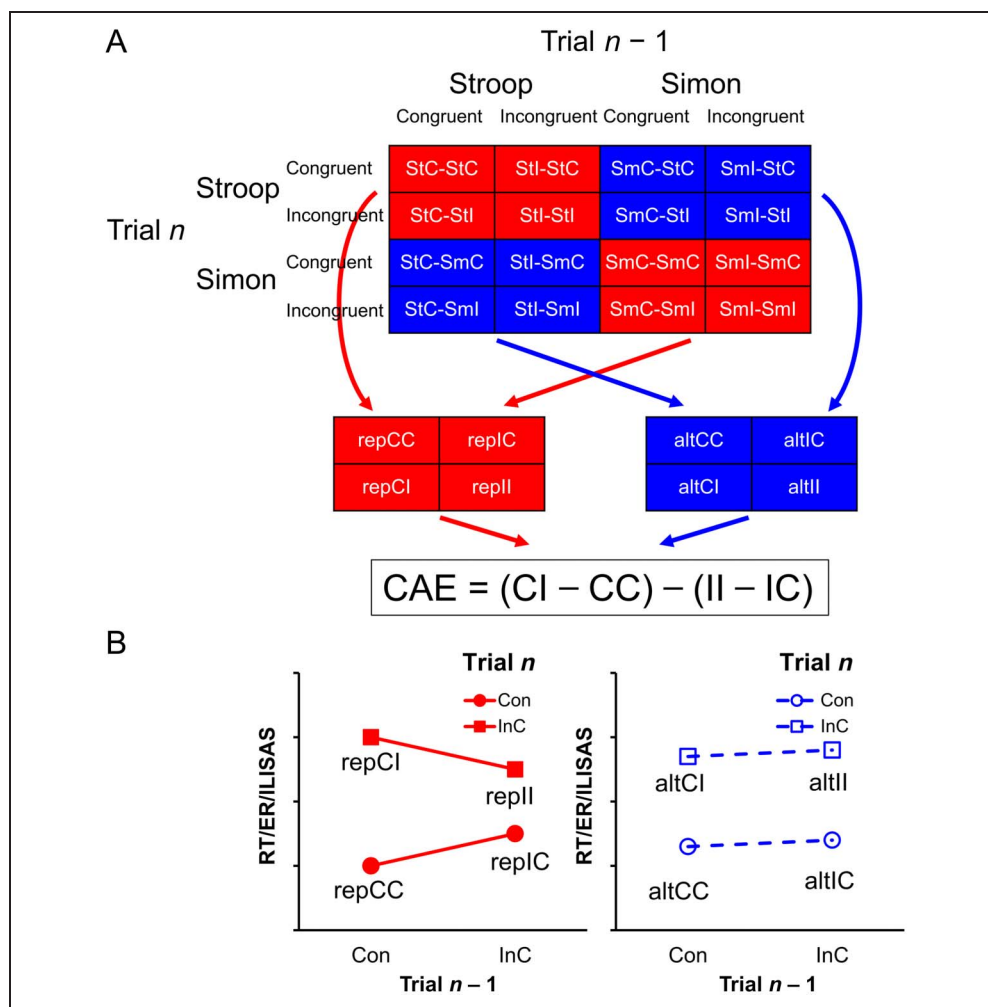 A
Trial n − 1
Stroop Simon
Congruent Incongruent Congruent Incongruent
Stroop
Congruent StC-StC StI-StC SmC-StC SmI-StC
Trial n
Incongruent StC-StI StI-StI SmC-StI SmI-StI
Simon
Congruent StC-SmC StI-SmC SmC-SmC SmI-SmC
Incongruent StC-SmI StI-SmI SmC-SmI SmI-SmI
repCC repIC altCC altIC
repCI repII altCI altII
CAE = (CI – CC) – (II – IC)
B
Trial n
Con
InC
RT/ER/ILISAS
repCI
repII
repIC
repCC
Con InC
Trial n – 1
Trial n
Con
InC
RT/ER/ILISAS
altCI altII
altCC altIC
Con InC
Trial n – 1